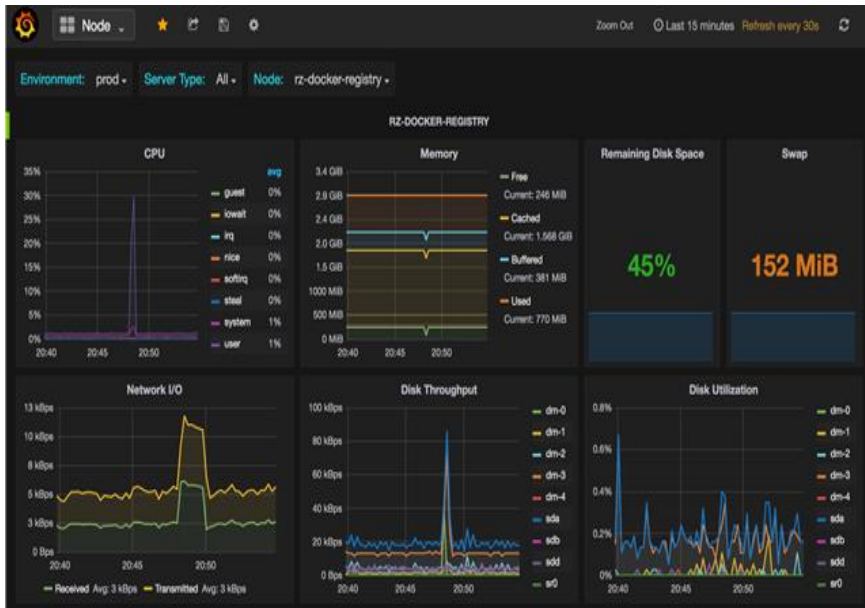 Node
Zoom Out
Last 15 minutes
Refresh every 30s
Environment: prod
Server Type: All
Node: rz-docker-registry
RZ-DOCKER-REGISTRY
CPU
35%
30%
25%
20%
15%
10%
5%
0%
20:40 20:45 20:50
avg
guest 0%
iowait 0%
irq 0%
nice 0%
softirq 0%
steal 0%
system 1%
user 1%
Memory
3.4 GiB
2.9 GiB
2.4 GiB
2.0 GiB
1.5 GiB
1000 MiB
500 MiB
0 MiB
20:40 20:45 20:50
Free
Current: 246 MiB
Cached
Current: 1.568 GiB
Buffered
Current: 381 MiB
Used
Current: 770 MiB
Remaining Disk Space
45%
Swap
152 MiB
Network I/O
13 kBps
10 kBps
8 kBps
5 kBps
3 kBps
0 Bps
20:40 20:45 20:50
Received Avg: 3 kBps Transmitted Avg: 3 kBps
Disk Throughput
100 kBps
80 kBps
60 kBps
40 kBps
20 kBps
0 Bps
20:40 20:45 20:50
dm-0
dm-1
dm-2
dm-3
dm-4
sda
sdb
sdd
sr0
Disk Utilization
0.8%
0.6%
0.4%
0.2%
0%
20:40 20:45 20:50
dm-0
dm-1
dm-2
dm-3
dm-4
sda
sdb
sdd
sr0